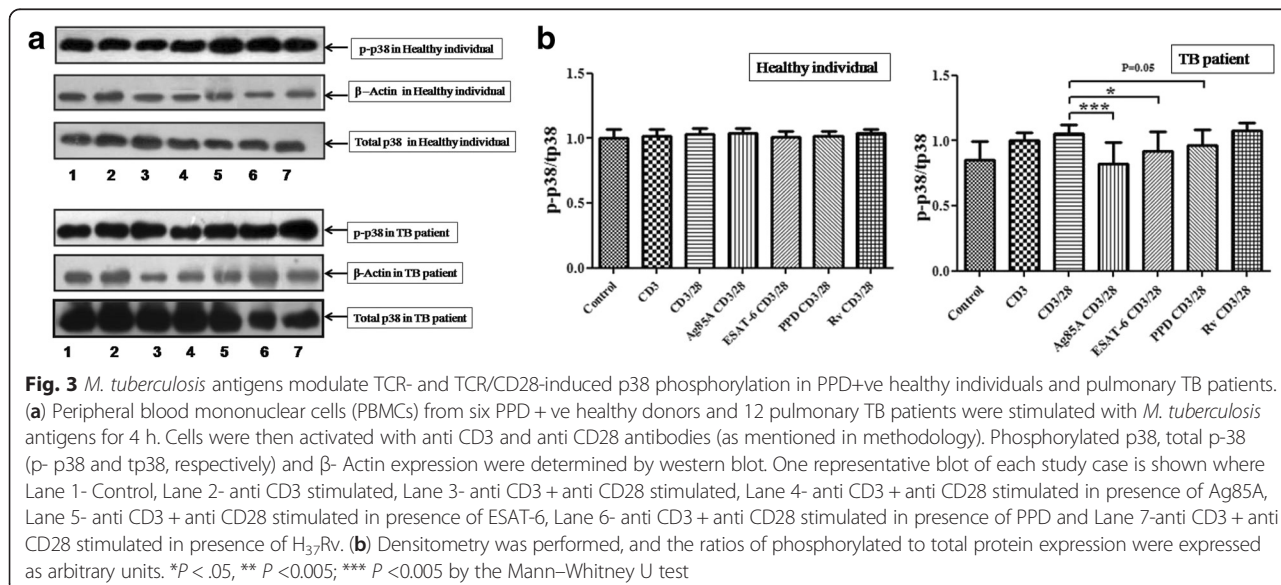 a
p-p38 in Healthy individual
β-Actin in Healthy individual
Total p38 in Healthy individual
1 2 3 4 5 6 7
p-p38 in TB patient
β-Actin in TB patient
Total p38 in TB patient
1 2 3 4 5 6 7
b
Healthy individual
p-p38/tp38
1.5
1.0
0.5
0.0
Control
CD3
CD3/28
Ag85A CD3/28
ESAT-6 CD3/28
PPD CD3/28
Rv CD3/28
TB patient
P=0.05
*
***
p-p38/tp38
1.5
1.0
0.5
0.0
Control
CD3
CD3/28
Ag85A CD3/28
ESAT-6 CD3/28
PPD CD3/28
Rv CD3/28
Fig. 3 M. tuberculosis antigens modulate TCR- and TCR/CD28-induced p38 phosphorylation in PPD+ve healthy individuals and pulmonary TB patients.
(a) Peripheral blood mononuclear cells (PBMCs) from six PPD + ve healthy donors and 12 pulmonary TB patients were stimulated with M. tuberculosis
antigens for 4 h. Cells were then activated with anti CD3 and anti CD28 antibodies (as mentioned in methodology). Phosphorylated p38, total p-38
(p- p38 and tp38, respectively) and β- Actin expression were determined by western blot. One representative blot of each study case is shown where
Lane 1- Control, Lane 2- anti CD3 stimulated, Lane 3- anti CD3 + anti CD28 stimulated, Lane 4- anti CD3 + anti CD28 stimulated in presence of Ag85A,
Lane 5- anti CD3 + anti CD28 stimulated in presence of ESAT-6, Lane 6- anti CD3 + anti CD28 stimulated in presence of PPD and Lane 7-anti CD3 + anti
CD28 stimulated in presence of H₃₇Rv. (b) Densitometry was performed, and the ratios of phosphorylated to total protein expression were expressed
as arbitrary units. *P < .05, ** P <0.005; *** P <0.005 by the Mann–Whitney U test